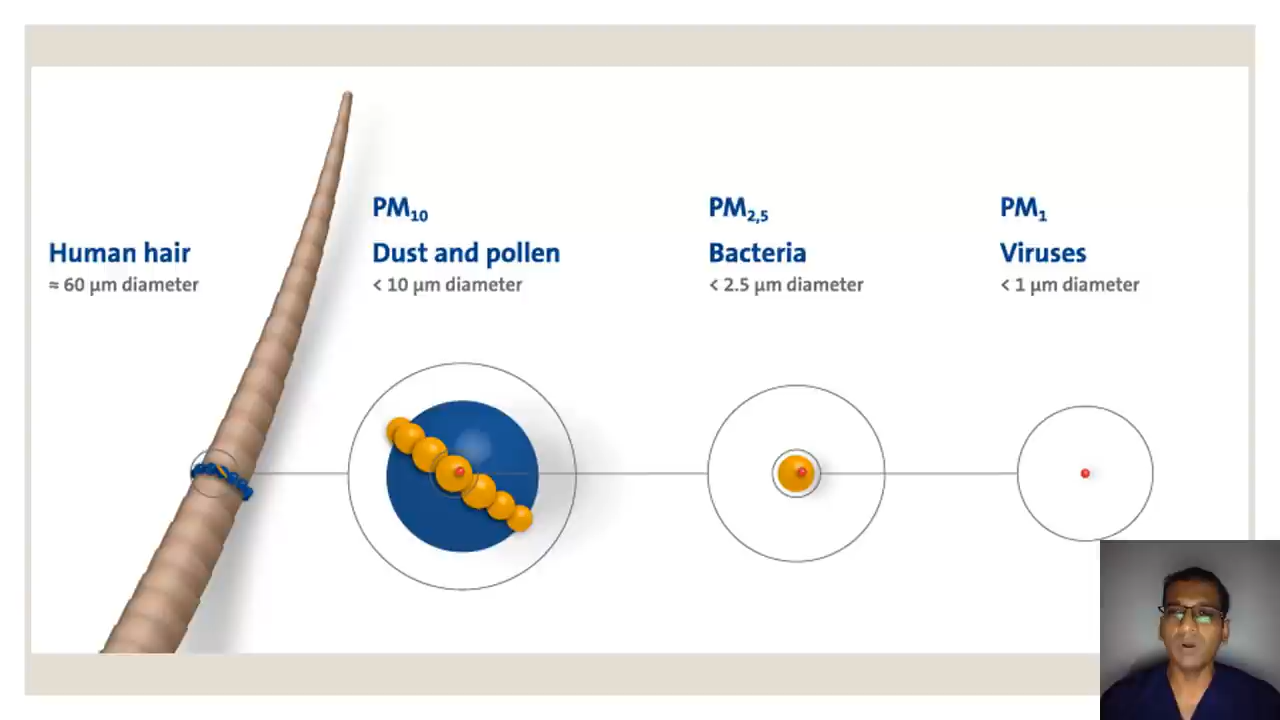 Human hair
≈ 60 µm diameter
PM₁₀
Dust and pollen
< 10 µm diameter
PM₂,₅
Bacteria
< 2.5 µm diameter
PM₁
Viruses
< 1 µm diameter